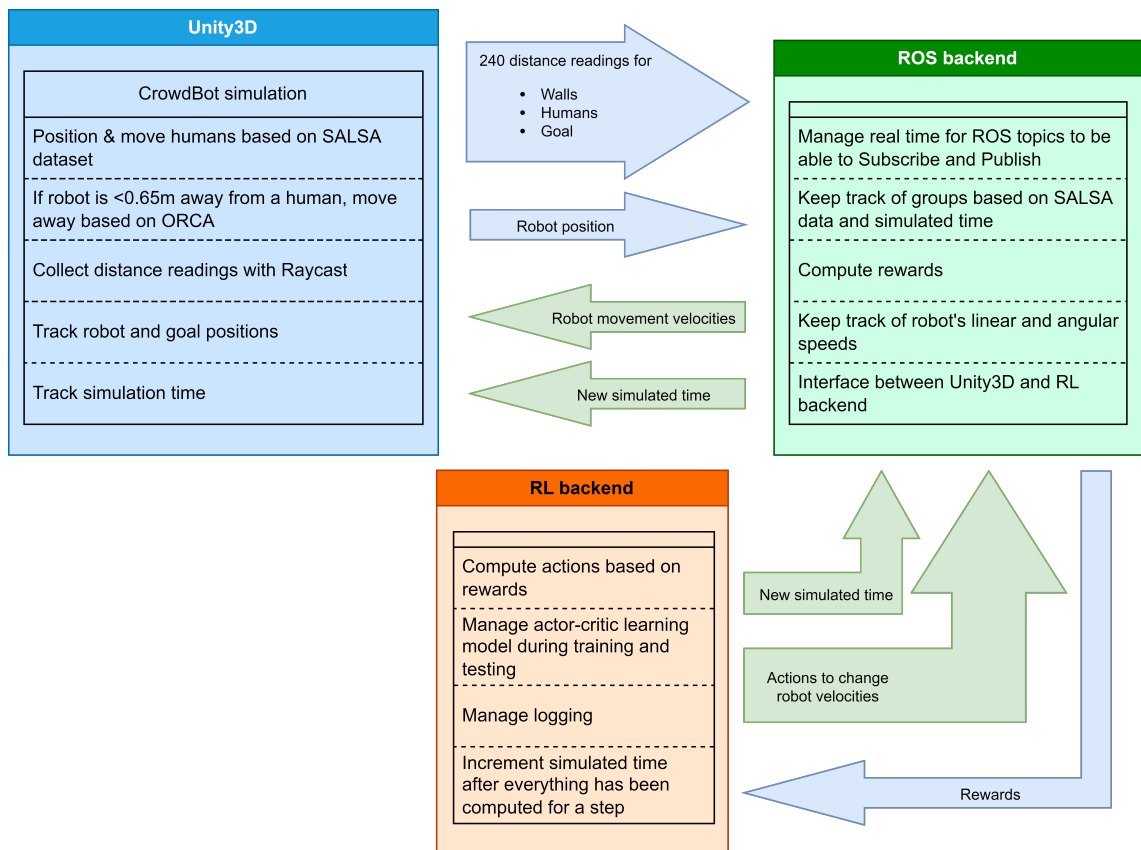 Unity3D
CrowdBot simulation
Position & move humans based on SALSA
dataset
If robot is <0.65m away from a human, move
away based on ORCA
Collect distance readings with Raycast
Track robot and goal positions
Track simulation time
240 distance readings for
• Walls
• Humans
• Goal
Robot position
Robot movement velocities
New simulated time
ROS backend
Manage real time for ROS topics to be
able to Subscribe and Publish
Keep track of groups based on SALSA
data and simulated time
Compute rewards
Keep track of robot's linear and angular
speeds
Interface between Unity3D and RL
backend
RL backend
Compute actions based on
rewards
Manage actor-critic learning
model during training and
testing
Manage logging
Increment simulated time
after everything has been
computed for a step
New simulated time
Actions to change
robot velocities
Rewards